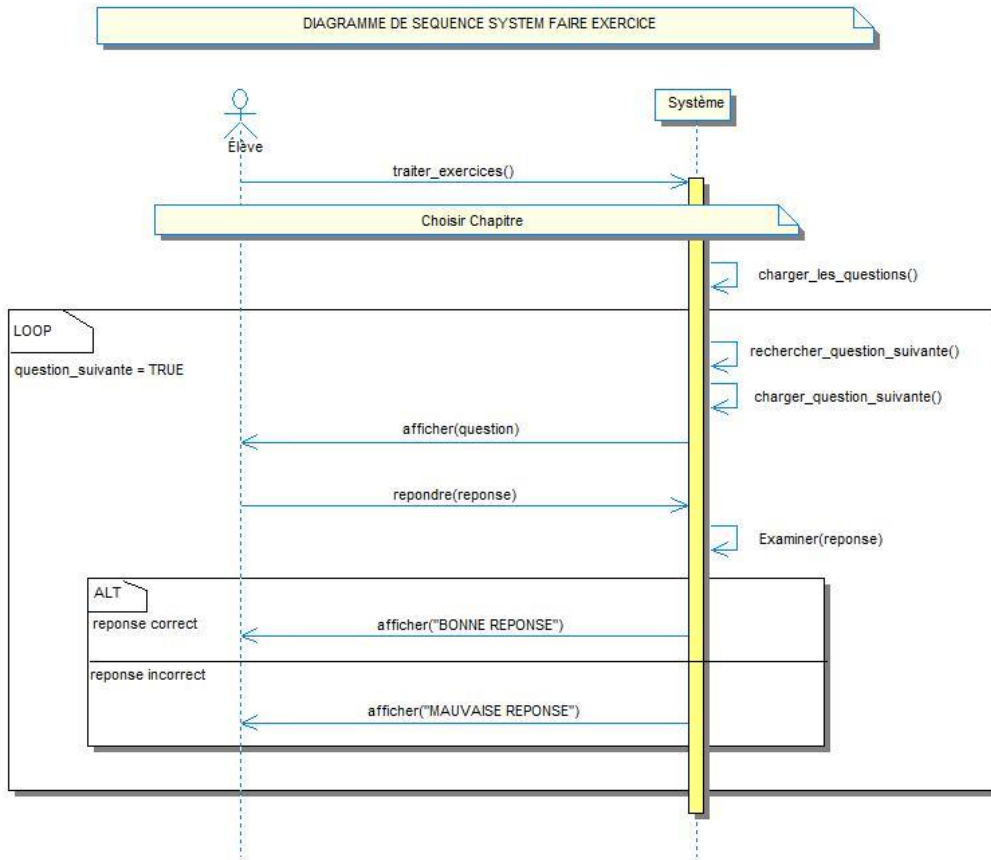 DIAGRAMME DE SEQUENCE SYSTEM FAIRE EXERCICE
Système
Élève
traiter_exercices()
Choisir Chapitre
charger_les_questions()
LOOP
question_suivante = TRUE
rechercher_question_suivante()
charger_question_suivante()
afficher(question)
repondre(reponse)
Examiner(reponse)
ALT
reponse correct
afficher("BONNE REPONSE")
reponse incorrect
afficher("MAUVAISE REPONSE")